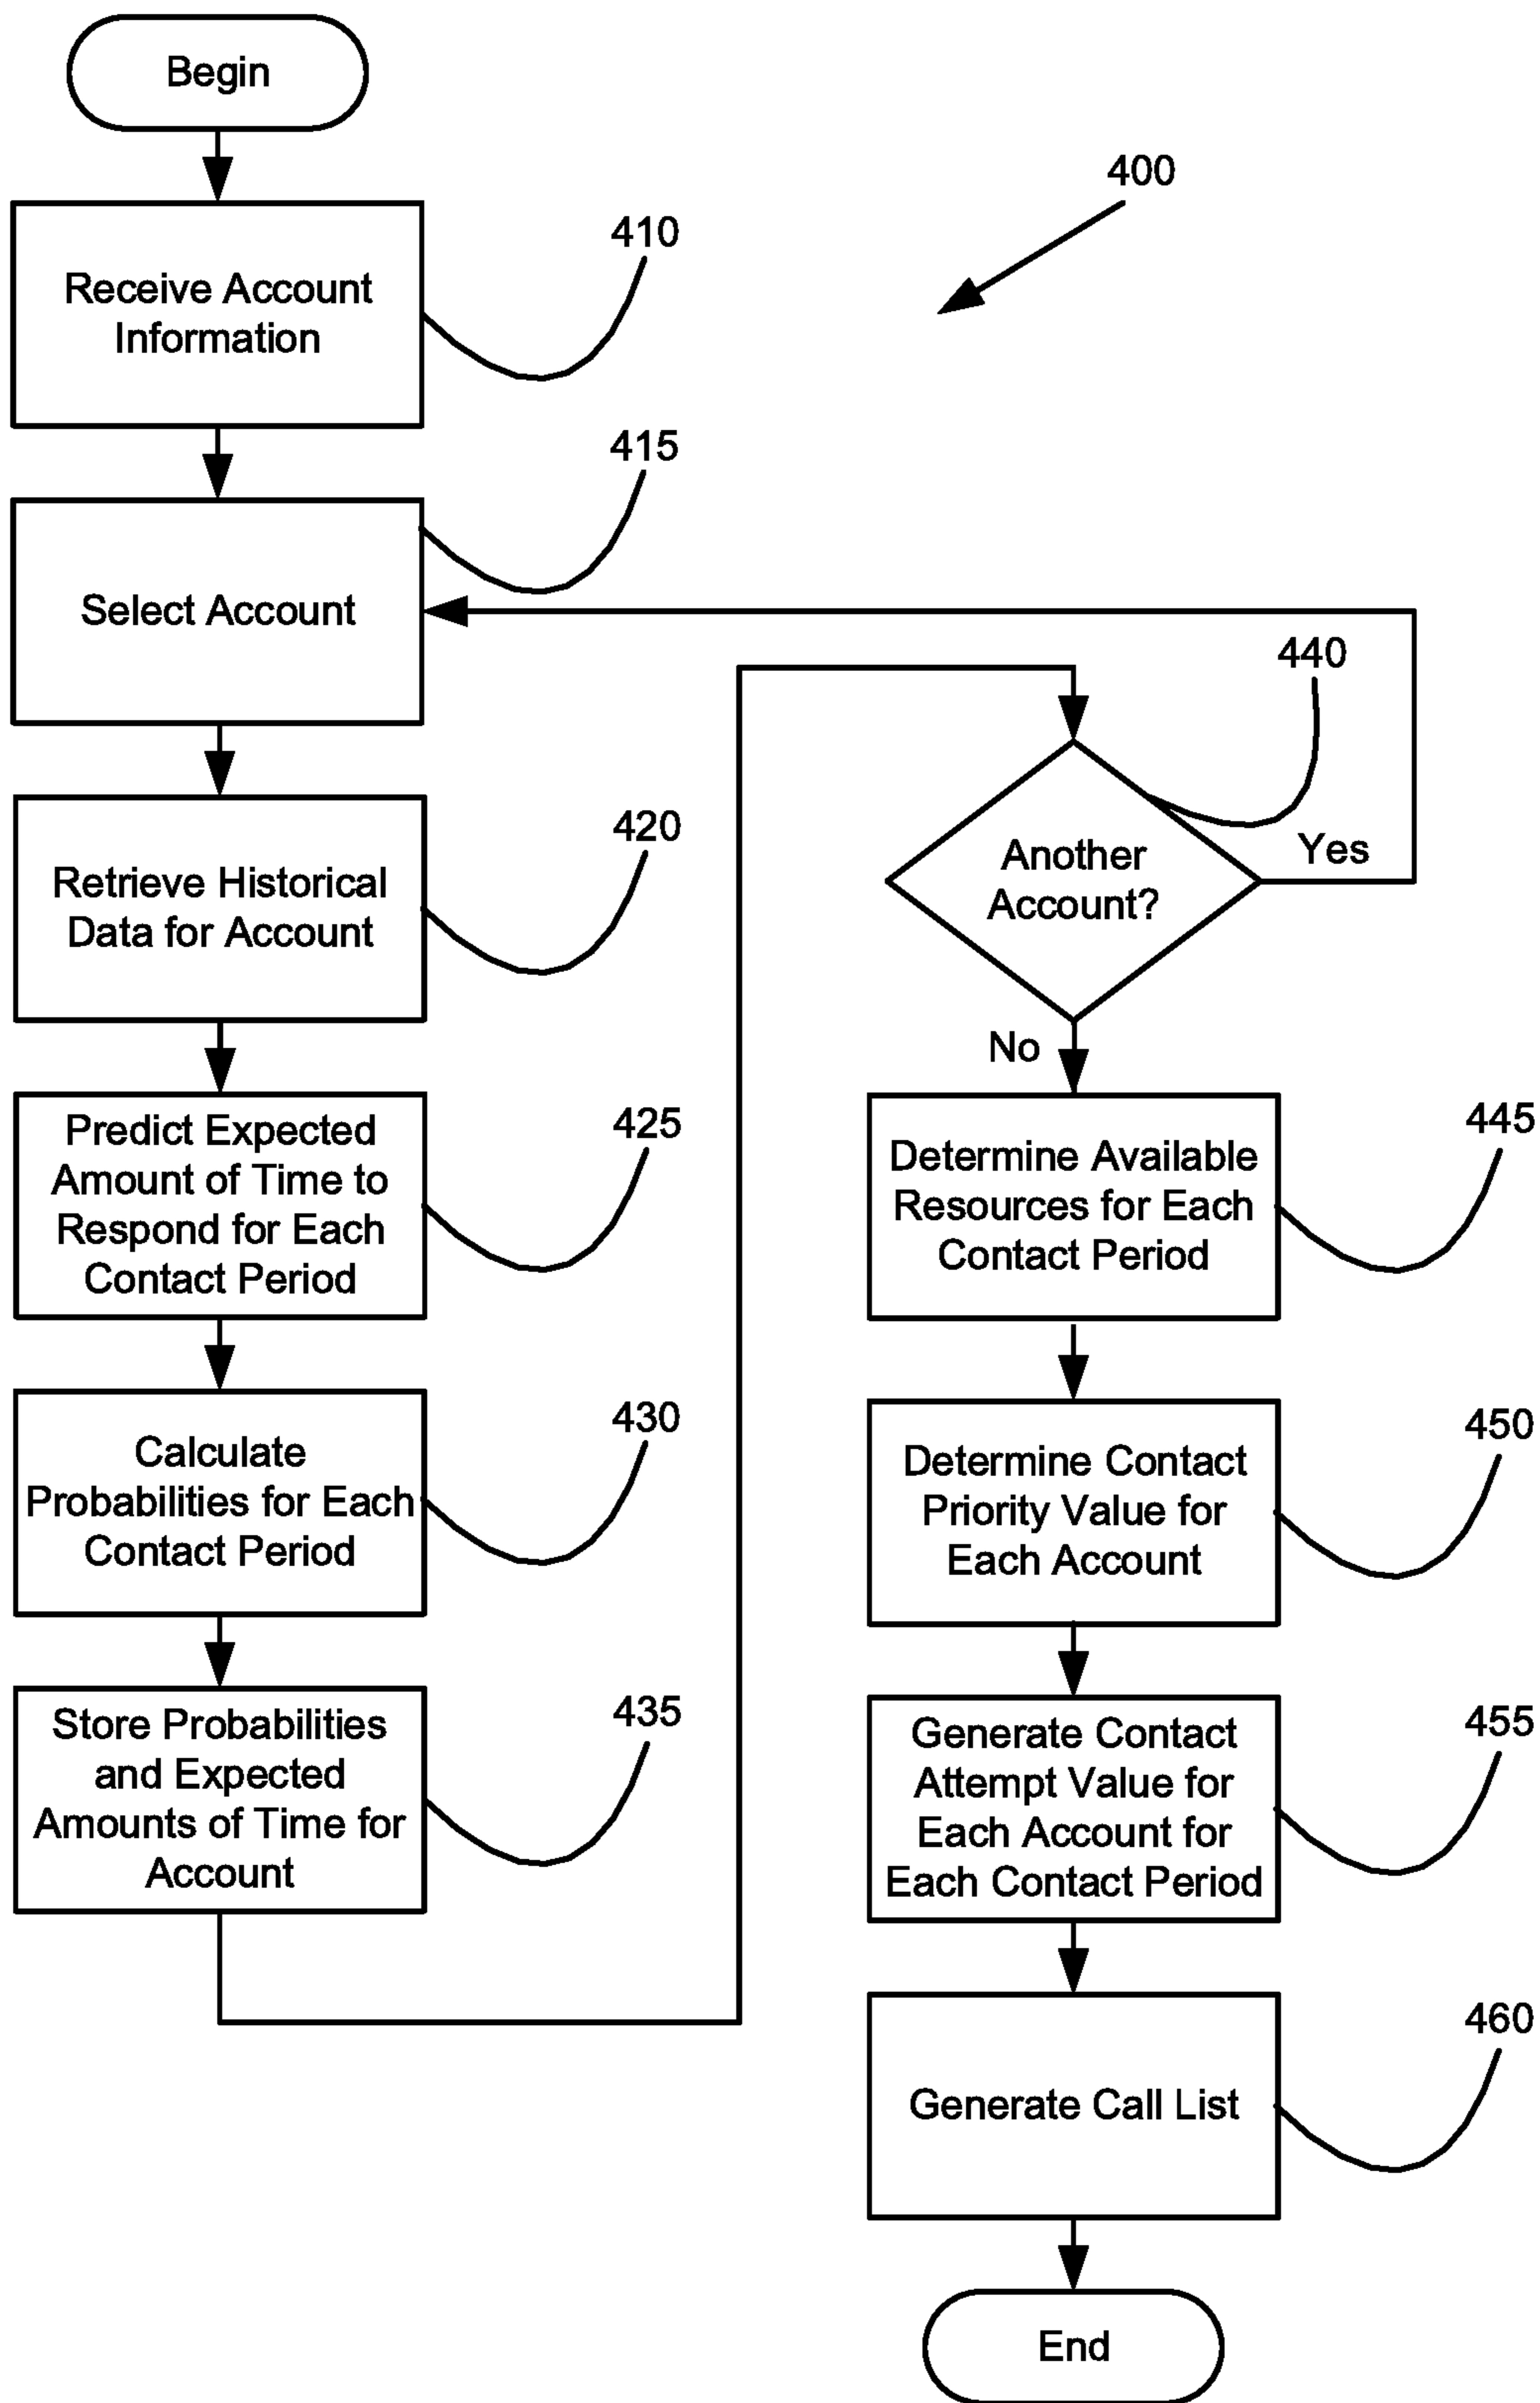 Begin
400
410
Receive Account
Information
415
Select Account
440
420
Retrieve Historical
Data for Account
Another
Account?
Yes
No
425
Predict Expected
Amount of Time to
Respond for Each
Contact Period
430
Calculate
Probabilities for Each
Contact Period
435
Store Probabilities
and Expected
Amounts of Time for
Account
445
Determine Available
Resources for Each
Contact Period
450
Determine Contact
Priority Value for
Each Account
455
Generate Contact
Attempt Value for
Each Account for
Each Contact Period
460
Generate Call List
End